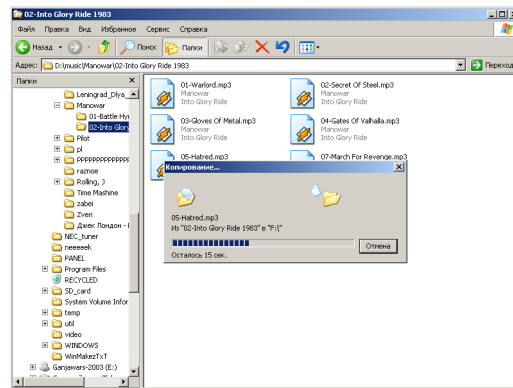 02-Into Glory Ride 1983
Файл Правка Вид Избранное Сервис Справка
Назад Поиск Папки
Адрес: D:\music\Manowar\02-Into Glory Ride 1983 Переход
Папки
Leningrad_Dlya_
Manowar
01-Battle Hy
02-Into Glory
Pilot
pl
PPPPPPPPPPPPP
raznoe
Rolling, J
Time Mashine
zabei
Zveri
Джек Лондон - I
NEC_tuner
neeeeek
PANEL
Program Files
RECYCLED
SD_card
System Volume Infor
temp
util
video
WINDOWS
WinMakezTxT
Ganjawars-2003 (E:)
01-Warlord.mp3
Manowar
Into Glory Ride
02-Secret Of Steel.mp3
Manowar
Into Glory Ride
03-Gloves Of Metal.mp3
Manowar
Into Glory Ride
04-Gates Of Valhalla.mp3
Manowar
Into Glory Ride
05-Hatred.mp3
07-March For Revenge.mp3
Копирование...
05-Hatred.mp3
Из "02-Into Glory Ride 1983" в "F:\"
Осталось 15 сек.
Отмена